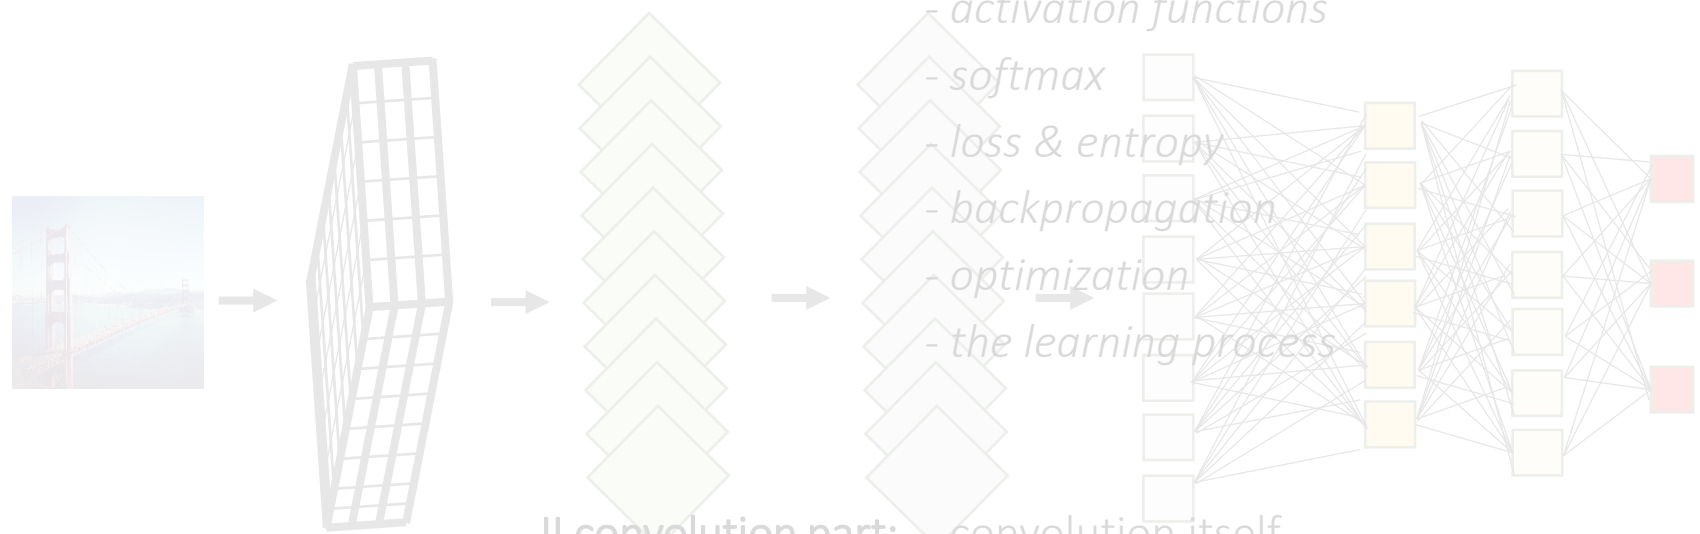 - activation functions
- softmax
- loss & entropy
- backpropagation
- optimization
- the learning process
II convolution part: - convolution itself